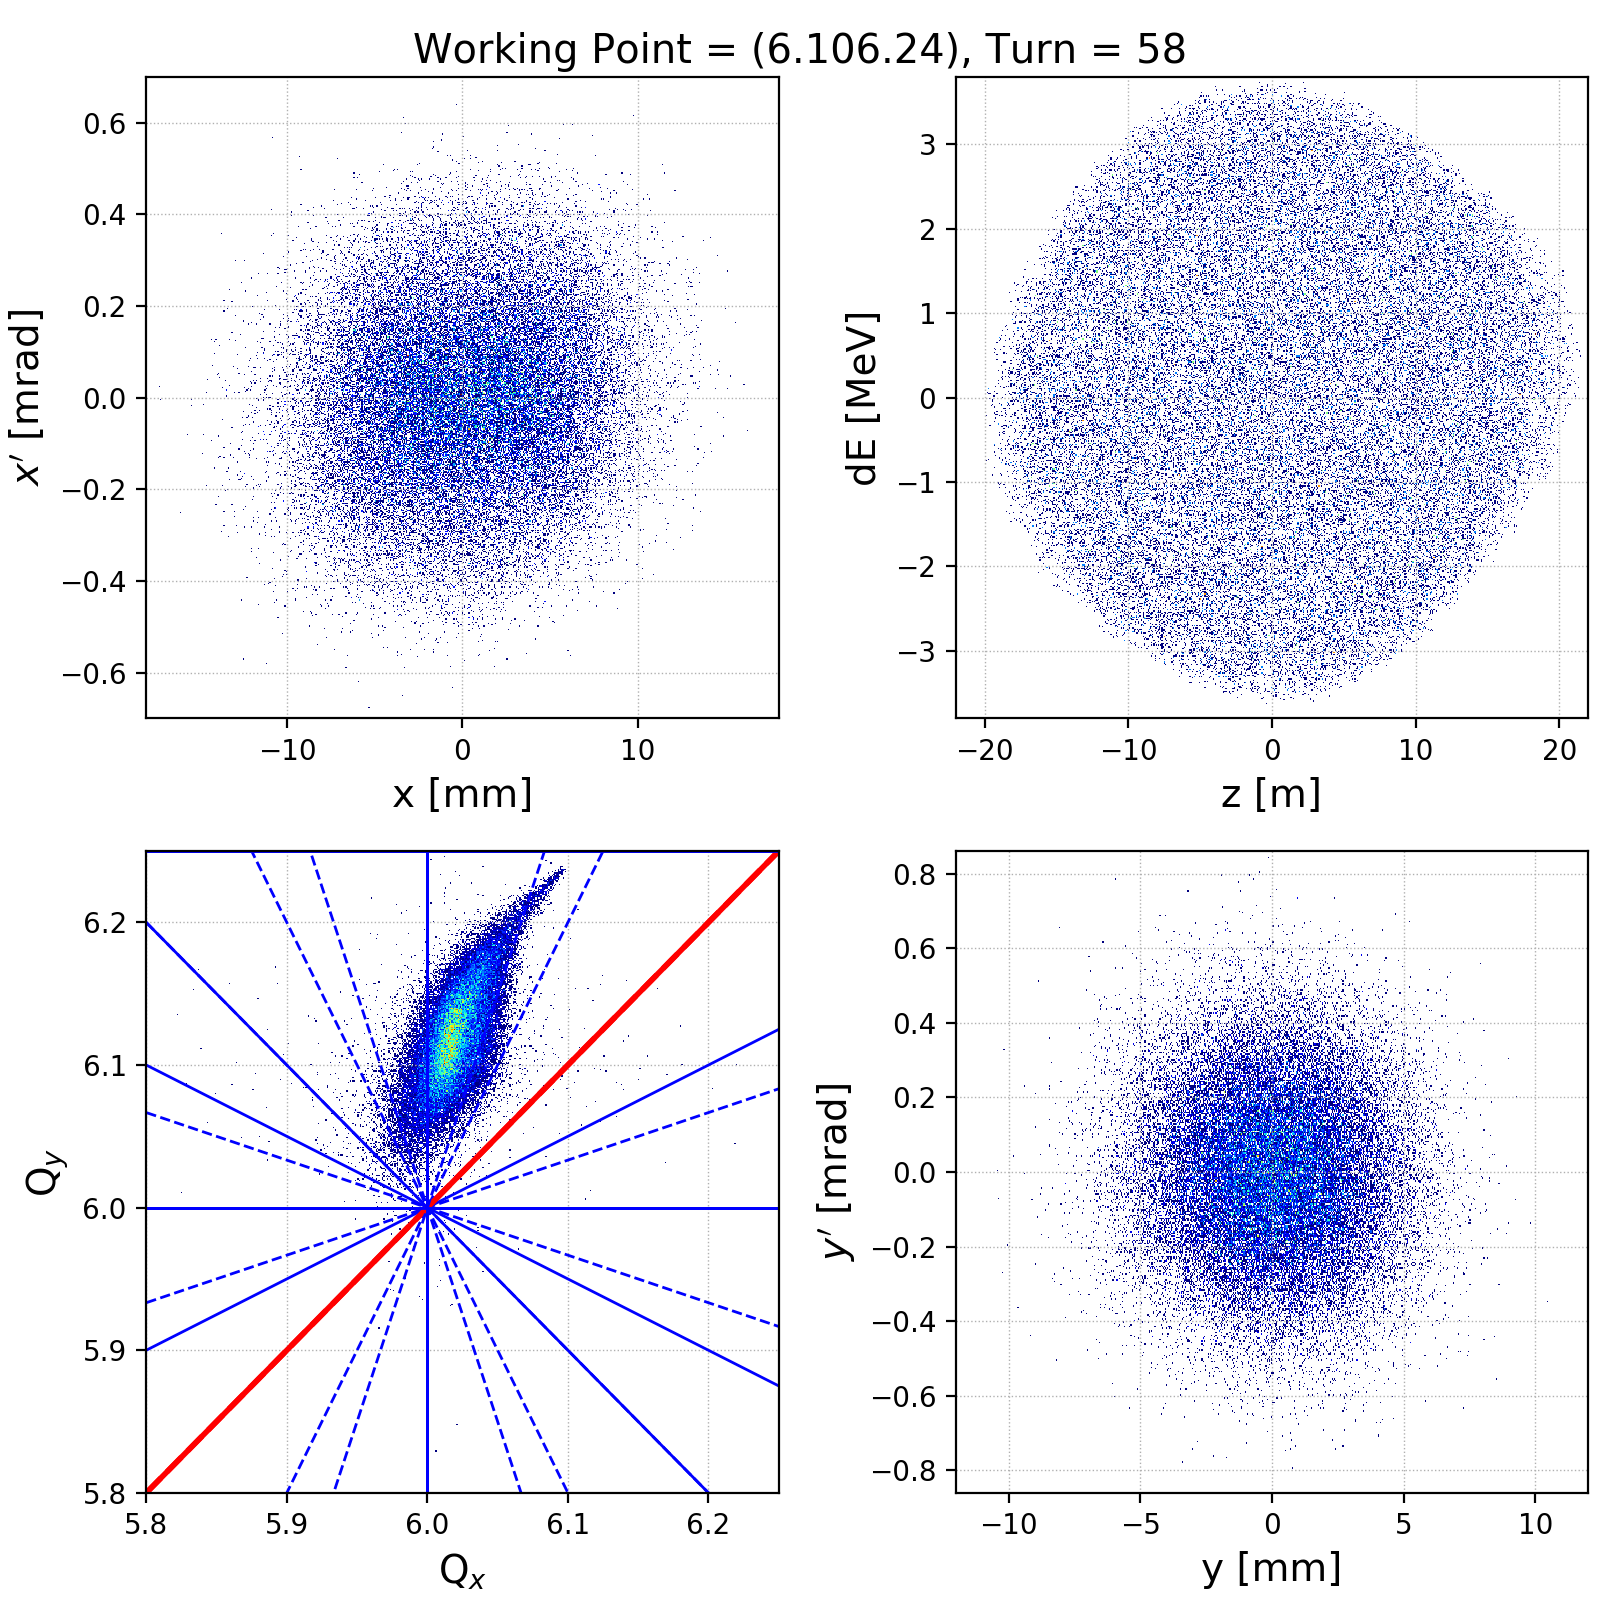 Working Point = (6.106.24), Turn = 58
0.6
0.4
0.2
0.0
−0.2
−0.4
−0.6
x′ [mrad]
−10 0 10
x [mm]
3
2
1
0
−1
−2
−3
dE [MeV]
−20 −10 0 10 20
z [m]
6.2
6.1
6.0
5.9
5.8
Qy
5.8 5.9 6.0 6.1 6.2
Qx
0.8
0.6
0.4
0.2
0.0
−0.2
−0.4
−0.6
−0.8
y′ [mrad]
−10 −5 0 5 10
y [mm]